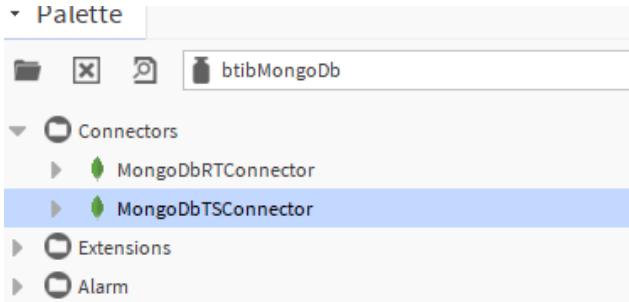 Palette
btibMongoDb
Connectors
MongoDbRTConnector
MongoDbTSConnector
Extensions
Alarm